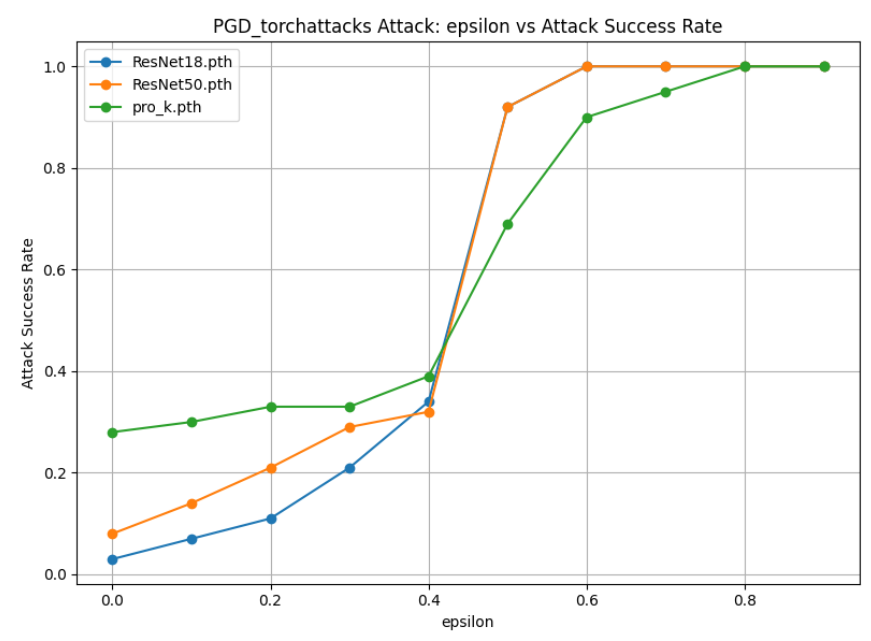 PGD_torchattacks Attack: epsilon vs Attack Success Rate
ResNet18.pth
ResNet50.pth
pro_k.pth
Attack Success Rate
1.0
0.8
0.6
0.4
0.2
0.0
0.0 0.2 0.4 0.6 0.8
epsilon